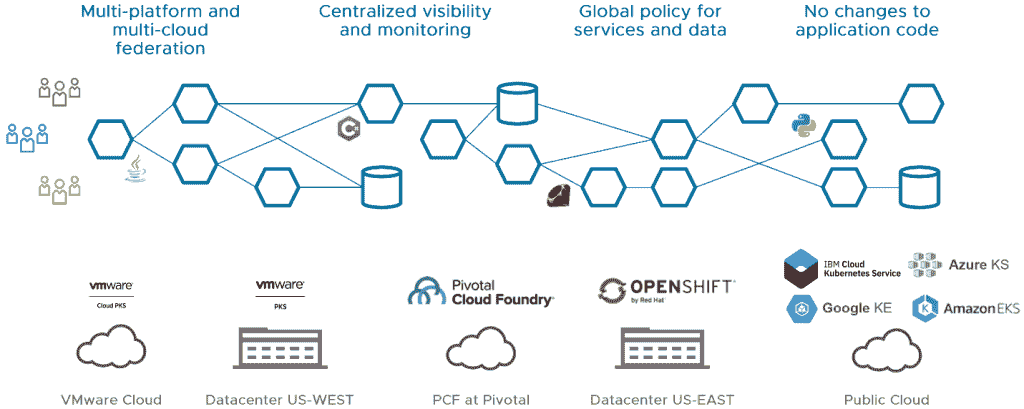 Multi-platform and
multi-cloud
federation
Centralized visibility
and monitoring
Global policy for
services and data
No changes to
application code
C#
vmware
Cloud PKS
vmware
PKS
Pivotal
Cloud Foundry
OPENSHIFT
by Red Hat
IBM Cloud
Kubernetes Service
Azure KS
Google KE
K
Amazon EKS
VMware Cloud
Datacenter US-WEST
PCF at Pivotal
Datacenter US-EAST
Public Cloud